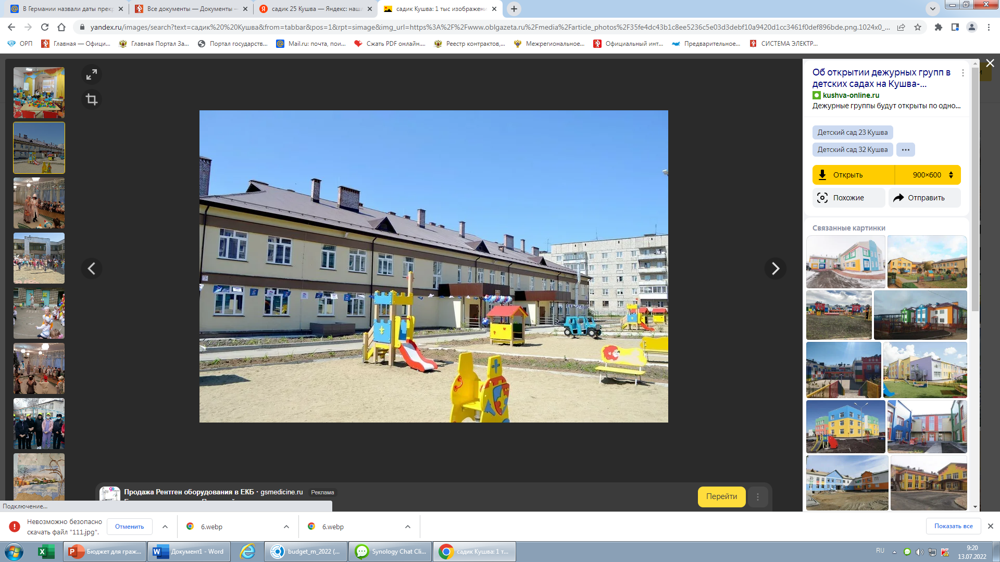 В Германии назвали даты прекр
Все документы — Документы —
садик 25 Кушва — Яндекс: наш
садик Кушва: 1 тыс изображени
yandex.ru/images/search?text=садик%20%20Кушва&from=tabbar&pos=1&rpt=simage&img_url=https%3A%2F%2Fwww.oblgazeta.ru%2Fmedia%2Farticle_photos%2F35fe4dc43b1c8ee5236c5e03d3debf10a9420d1cc3461f0def896bde.png.1024x0_...
ОРП
Главная — Офици...
Главная Портал За...
Портал государств...
Mail.ru: почта, пои...
Сжать PDF онлайн....
Реестр контрактов,...
Межрегиональное...
Официальный инт...
Предварительное...
СИСТЕМА ЭЛЕКТР...
Об открытии дежурных групп в
детских садах на Кушва-...
kushva-online.ru
Дежурные группы будут открыты по одно...
Детский сад 23 Кушва
Детский сад 32 Кушва
Открыть
900×600
Похожие
Отправить
Связанные картинки
Продажа Рентген оборудования в ЕКБ · gsmedicine.ru Реклама
Перейти
Подключение...
Невозможно безопасно
скачать файл "111.jpg".
Отменить
6.webp
6.webp
Показать все
Бюджет для граж...
Документ1 - Word
budget_m_2022 (...
Synology Chat Cli...
садик Кушва: 1 т...
RU
9:20
13.07.2022